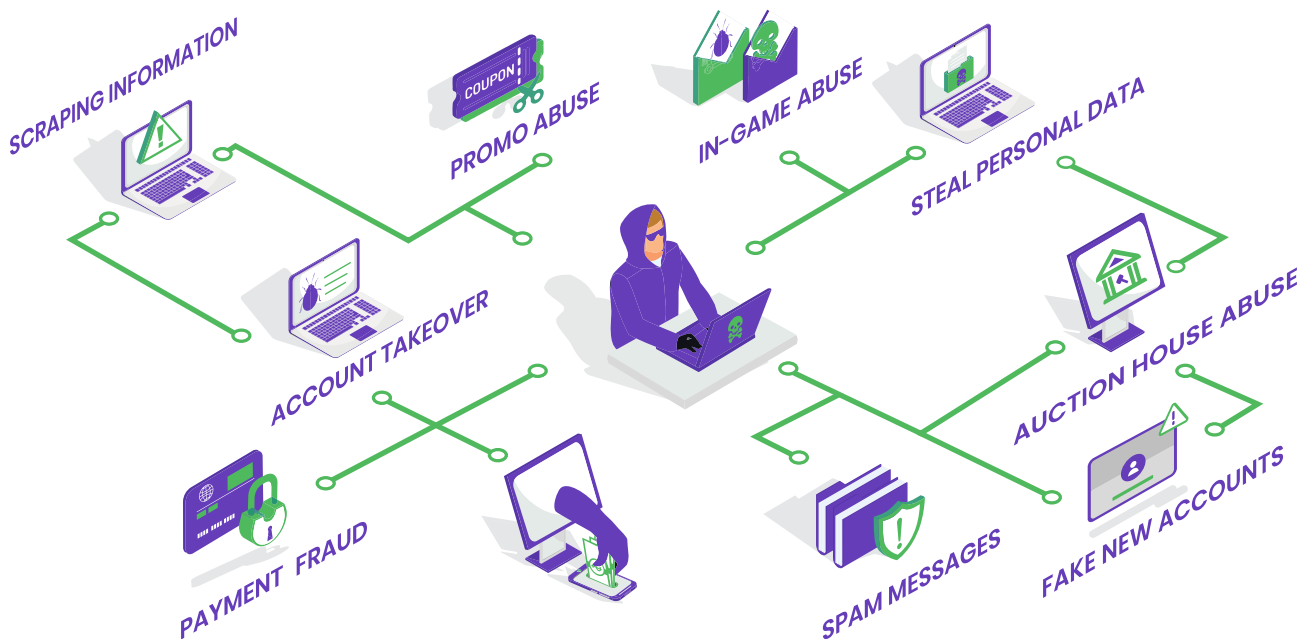 SCRAPING INFORMATION
COUPON
PROMO ABUSE
IN-GAME ABUSE
STEAL PERSONAL DATA
ACCOUNT TAKEOVER
AUCTION HOUSE ABUSE
PAYMENT FRAUD
SPAM MESSAGES
FAKE NEW ACCOUNTS